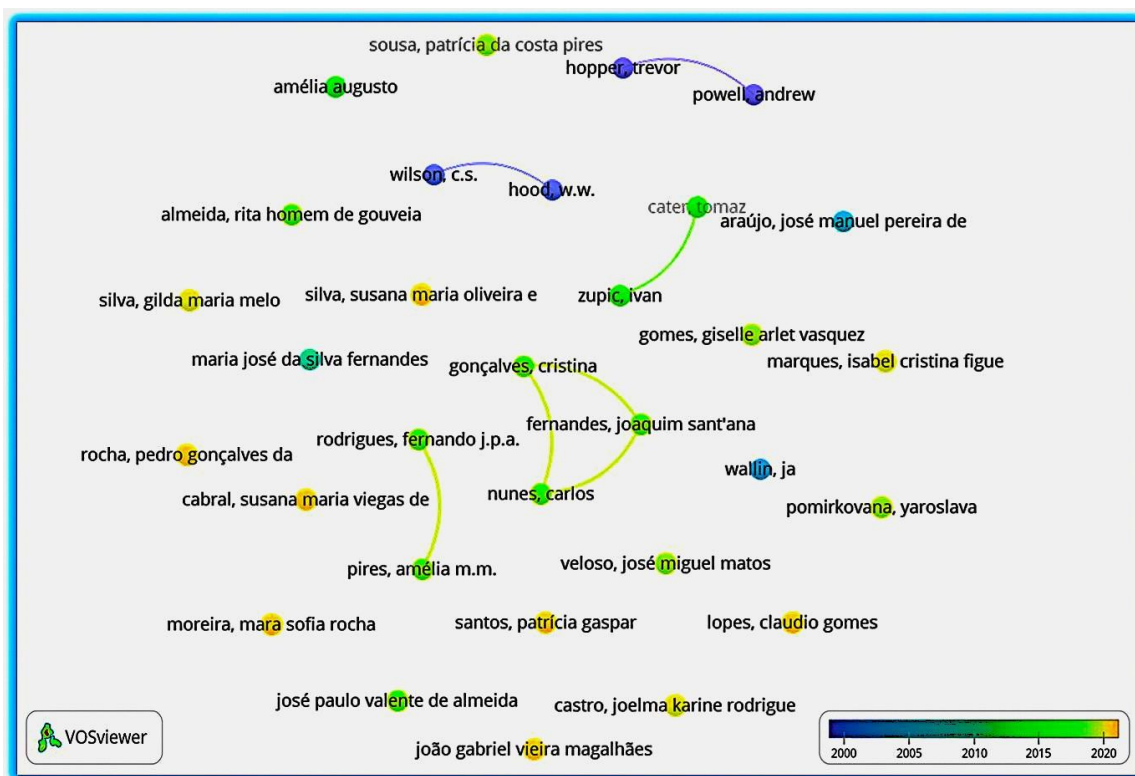 sousa, patrícia da costa pires
hopper, trevor
amélia augusto
powell, andrew
wilson, c.s.
hood, w.w.
cater, tomaz
almeida, rita homem de gouveia
araújo, josé manuel pereira de
silva, gilda maria melo
silva, susana maria oliveira e
zupic, ivan
gomes, giselle arlet vasquez
maria josé da silva fernandes
gonçalves, cristina
marques, isabel cristina figue
fernandes, joaquim sant'ana
rodrigues, fernando j.p.a.
rocha, pedro gonçalves da
wallin, ja
cabral, susana maria viegas de
nunes, carlos
pomirkovana, yaroslava
pires, amélia m.m.
veloso, josé miguel matos
moreira, mara sofia rocha
santos, patrícia gaspar
lopes, claudio gomes
josé paulo valente de almeida
castro, joelma karine rodrigue
VOSviewer
joão gabriel vieira magalhães
2000 2005 2010 2015 2020